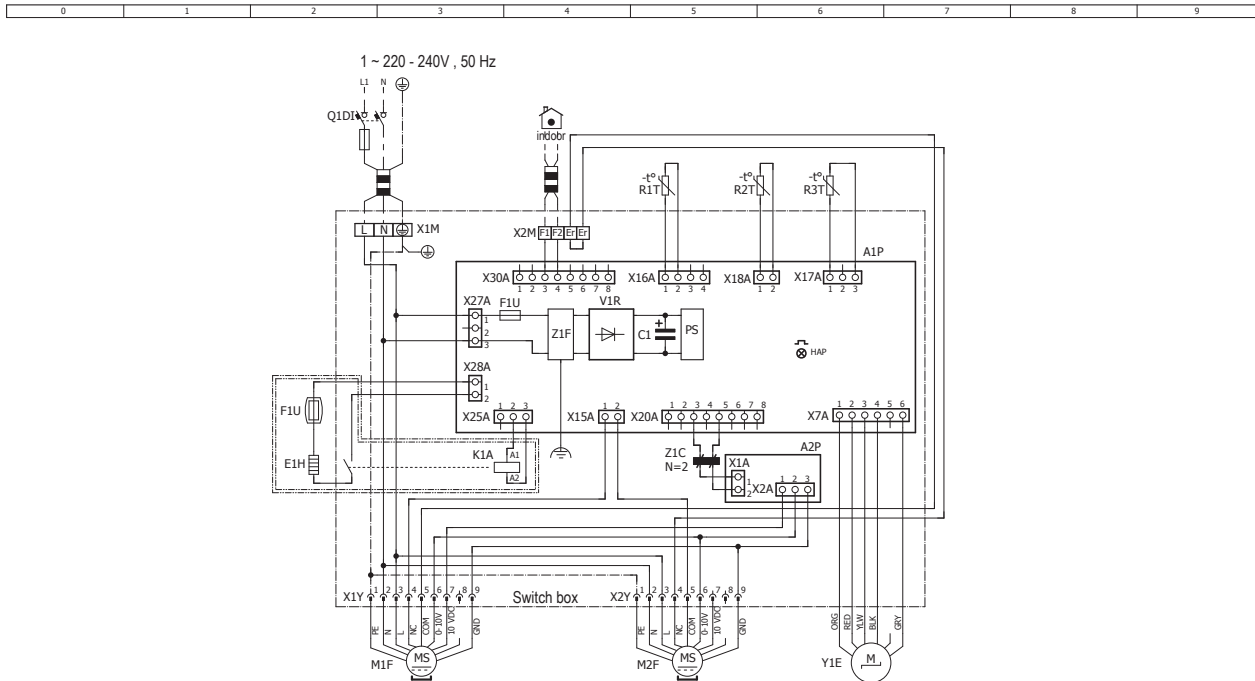 0 1 2 3 4 5 6 7 8 9
1 ~ 220 - 240V , 50 Hz
L1 N
Q1DI
indoor
-t° R1T
-t° R2T
-t° R3T
L N X1M
X2M F1 F2 Er Er
A1P
X30A 1 2 3 4 5 6 7 8
X16A 1 2 3 4
X18A 1 2
X17A 1 2 3
X27A 1 2 3
F1U
Z1F
V1R
C1 +
PS
HAP
X28A 1 2
F1U
X25A 1 2 3
X15A 1 2
X20A 1 2 3 4 5 6 7 8
X7A 1 2 3 4 5 6
E1H
K1A A1 A2
Z1C
N=2
A2P
X1A 1 2
X2A 1 2 3
X1Y 1 2 3 4 5 6 7 8 9
Switch box
X2Y 1 2 3 4 5 6 7 8 9
PE N L NC COM 0-10V 10 VDC GND
PE N L NC COM 0-10V 10 VDC GND
ORG RED YLW BLK GRY
M1F MS
M2F MS
Y1E M